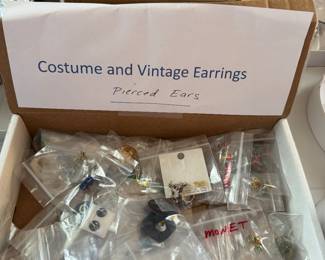 Costume and Vintage Earrings
Pierced Ears
MONET